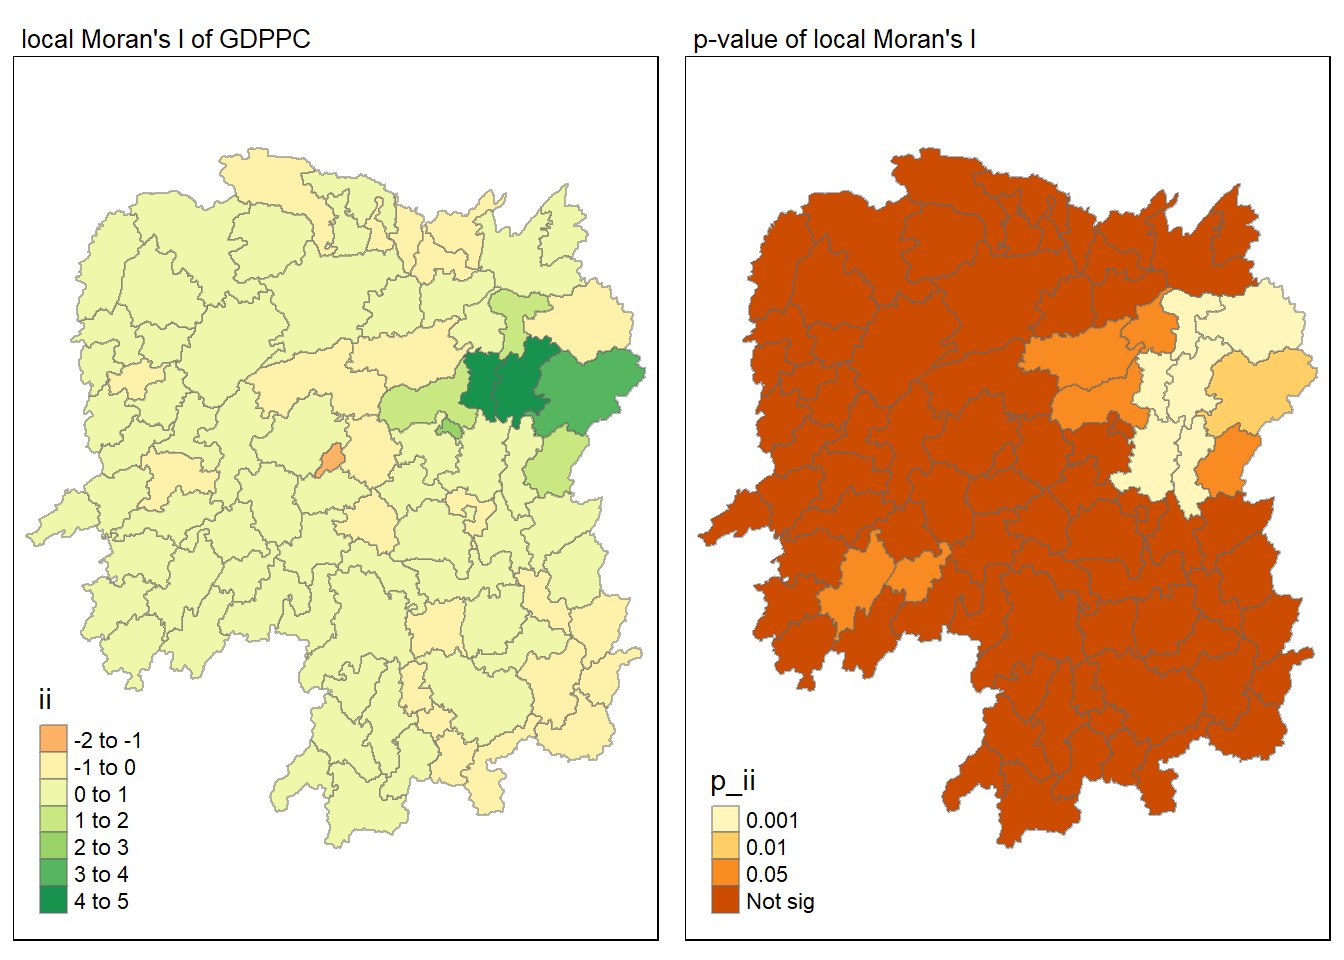 local Moran's I of GDPPC
ii
-2 to -1
-1 to 0
0 to 1
1 to 2
2 to 3
3 to 4
4 to 5
p-value of local Moran's I
p_ii
0.001
0.01
0.05
Not sig